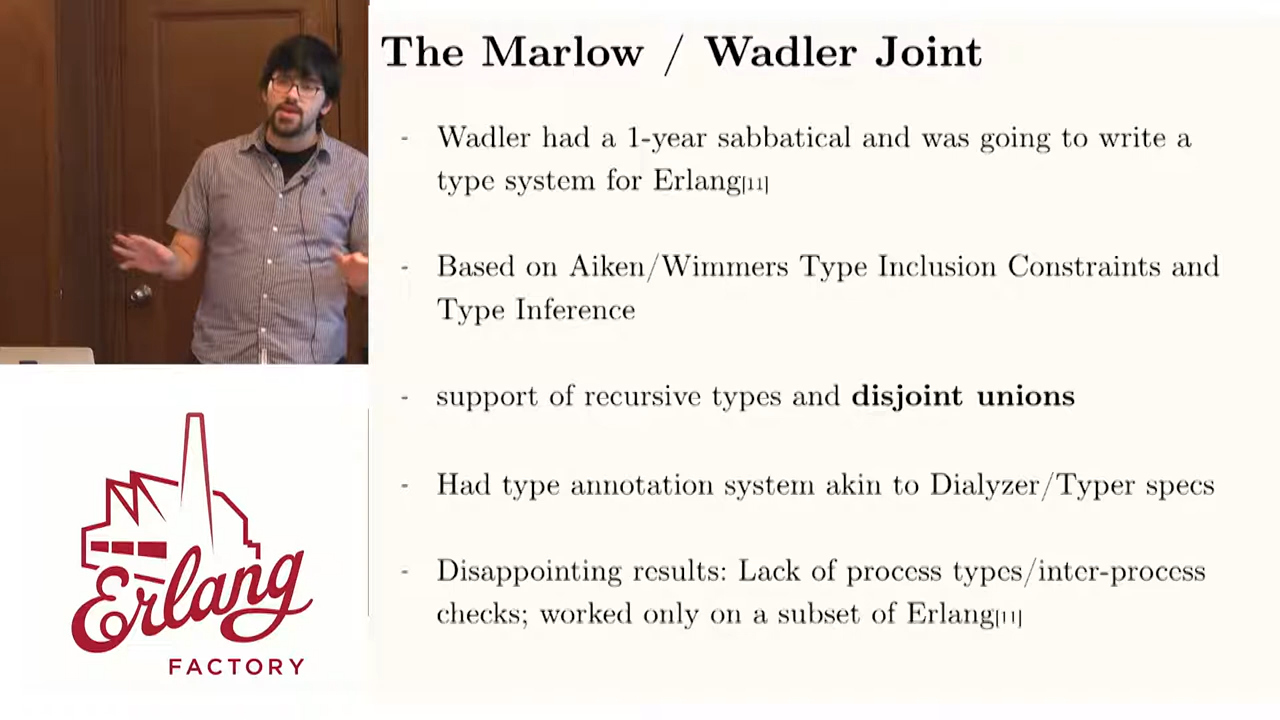 The Marlow / Wadler Joint
- Wadler had a 1-year sabbatical and was going to write a
type system for Erlang[11]
- Based on Aiken/Wimmers Type Inclusion Constraints and
Type Inference
- support of recursive types and disjoint unions
- Had type annotation system akin to Dialyzer/Typer specs
- Disappointing results: Lack of process types/inter-process
checks; worked only on a subset of Erlang[11]
Erlang
FACTORY